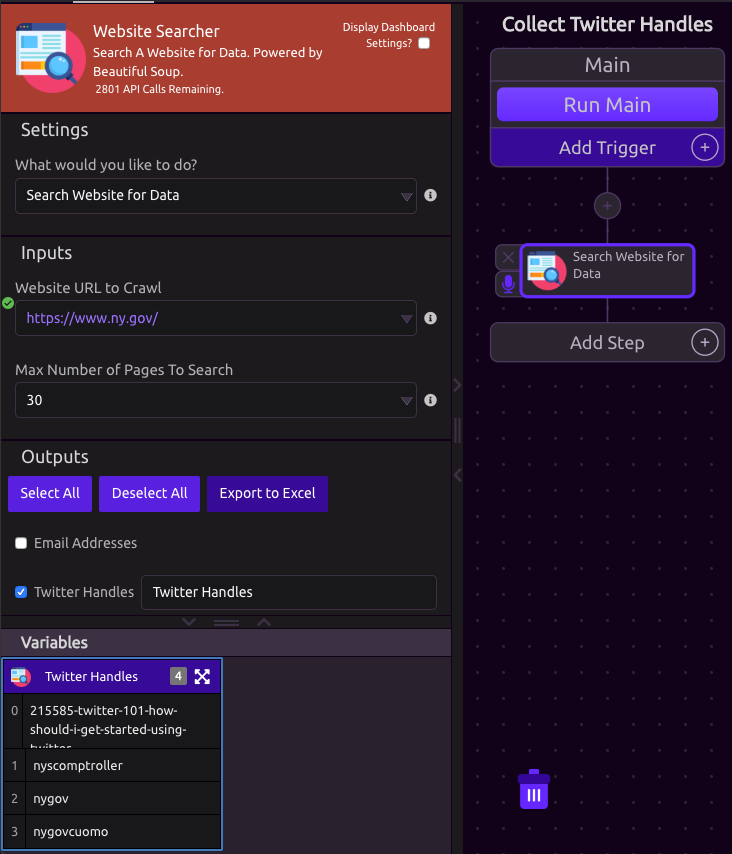 Website Searcher
Search A Website for Data. Powered by
Beautiful Soup.
2801 API Calls Remaining.
Display Dashboard
Settings?
Settings
What would you like to do?
Search Website for Data
Inputs
Website URL to Crawl
https://www.ny.gov/
Max Number of Pages To Search
30
Outputs
Select All
Deselect All
Export to Excel
Email Addresses
Twitter Handles
Twitter Handles
Variables
Twitter Handles
4
0
215585-twitter-101-how-
should-i-get-started-using-
twitter
1 nyscomptroller
2 nygov
3 nygovcuomo
Collect Twitter Handles
Main
Run Main
Add Trigger
Search Website for
Data
Add Step